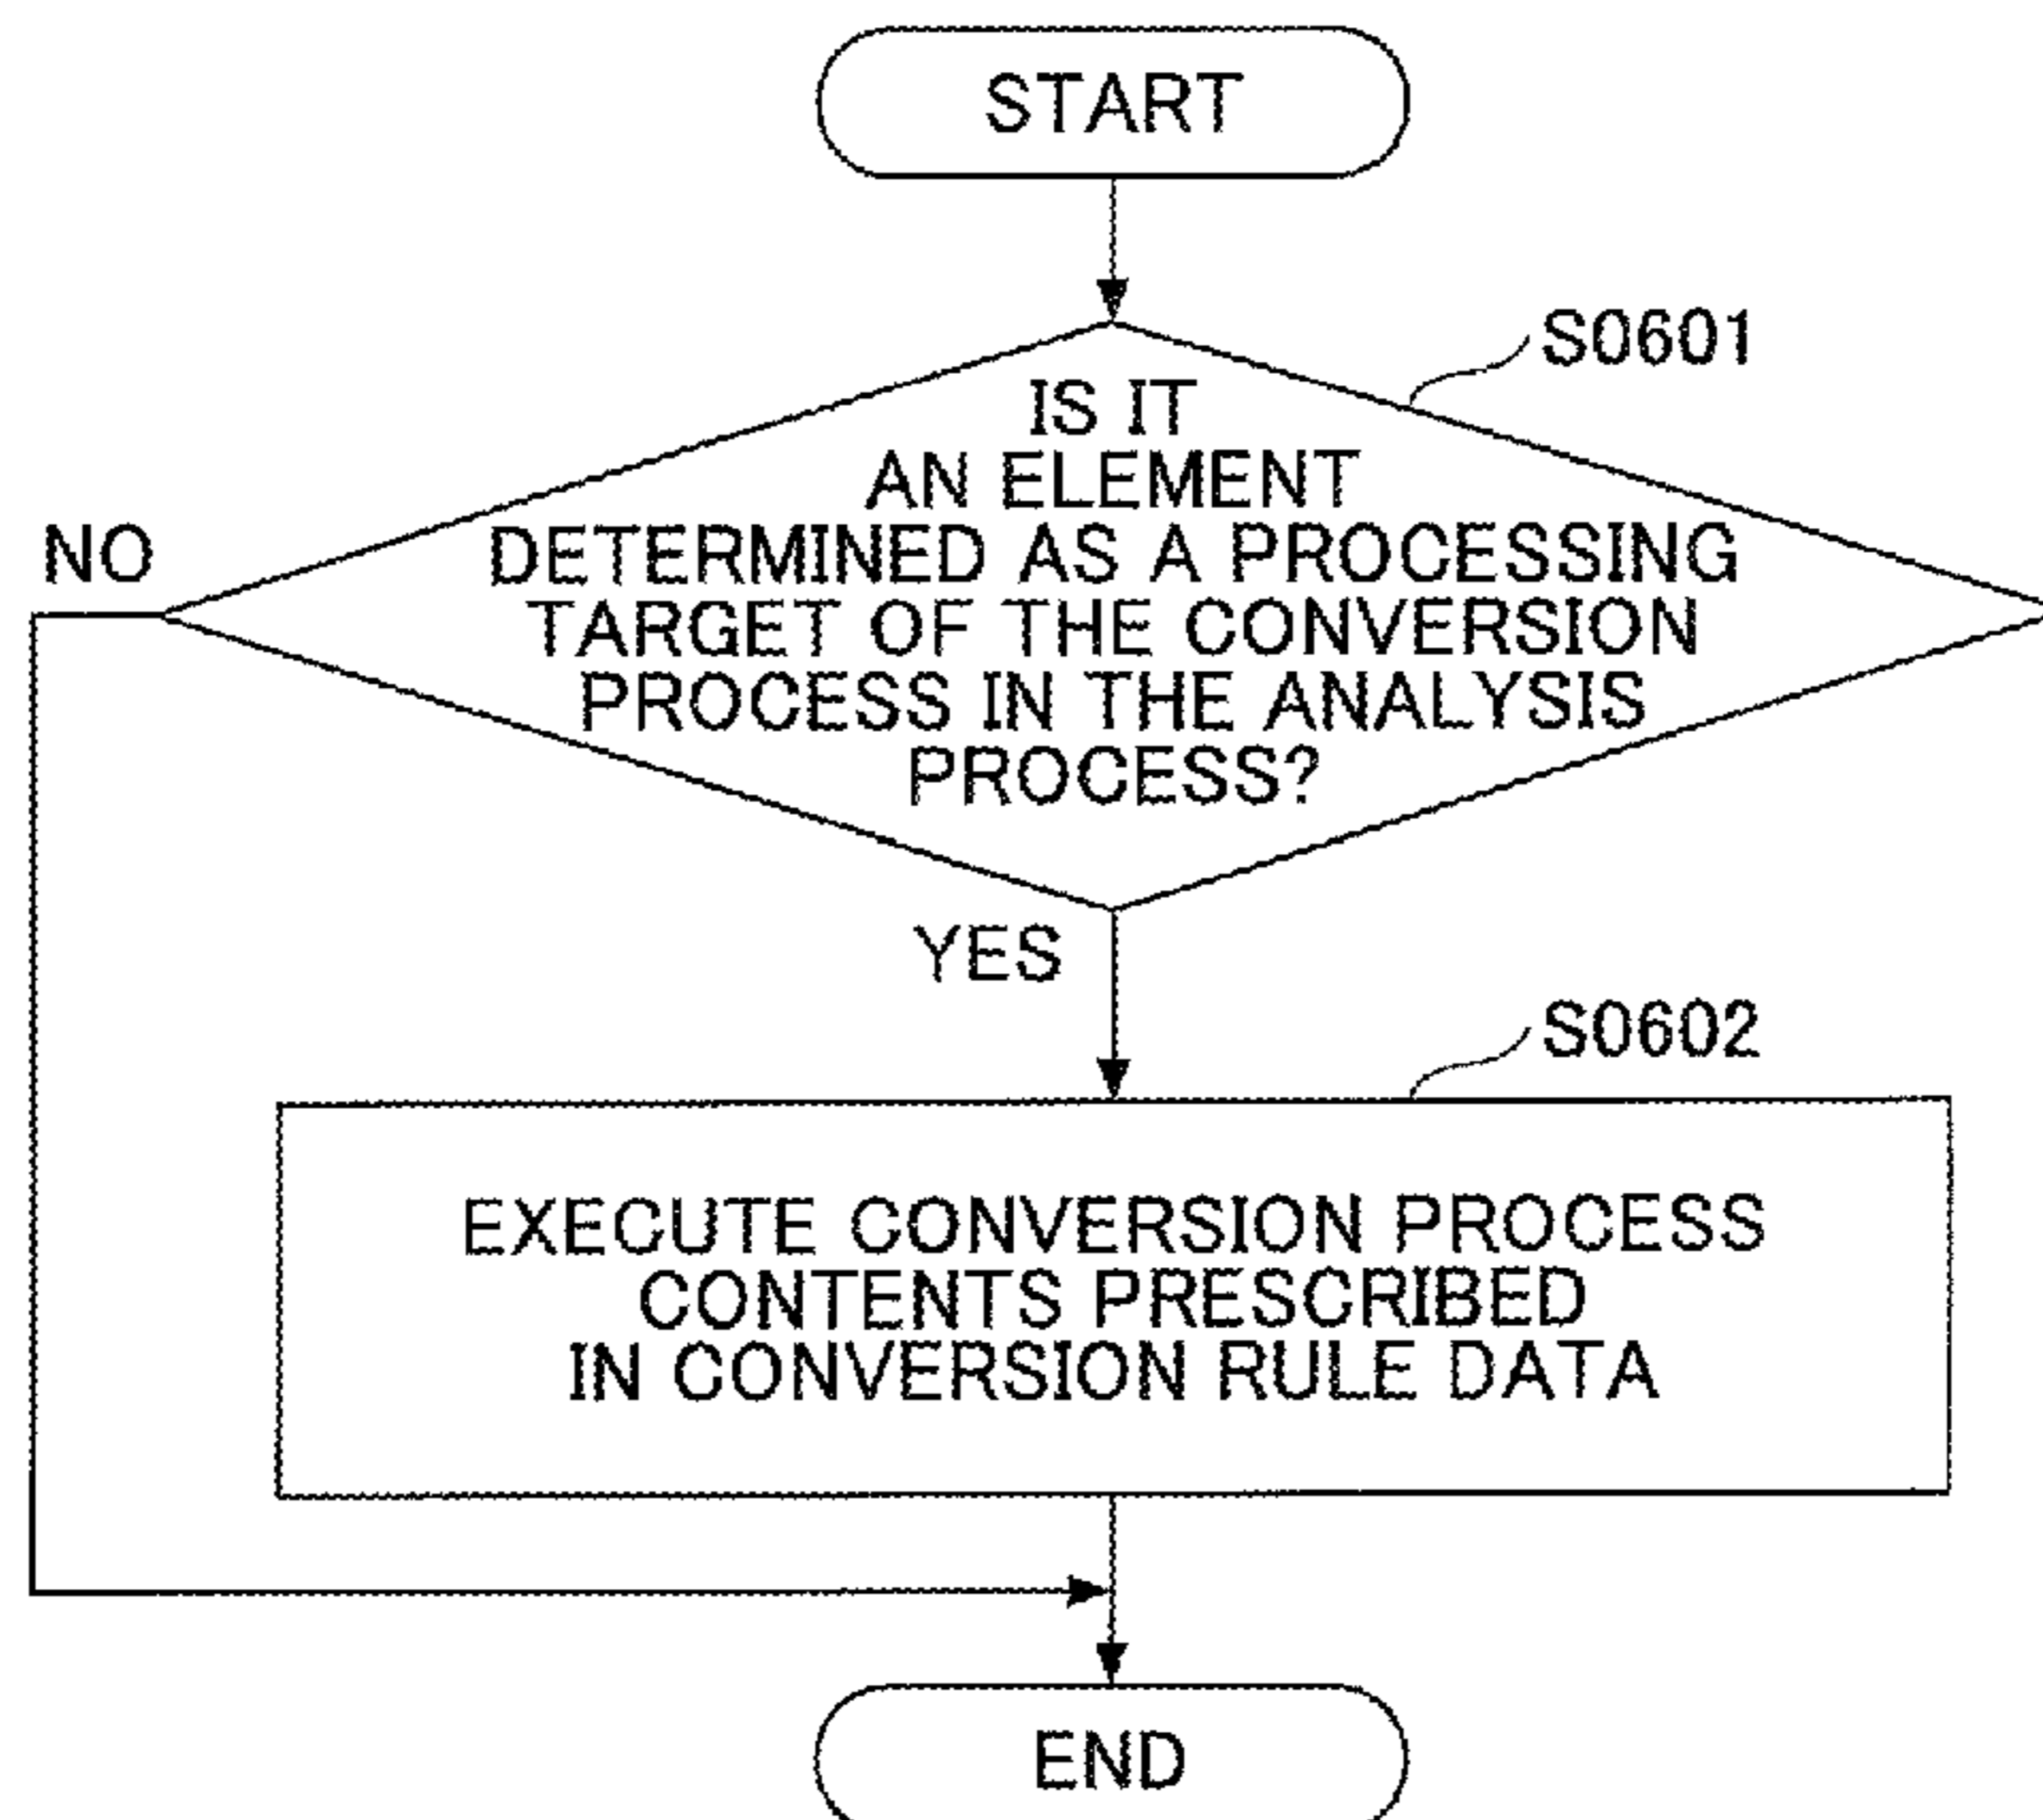 START
S0601
IS IT
AN ELEMENT
DETERMINED AS A PROCESSING
TARGET OF THE CONVERSION
PROCESS IN THE ANALYSIS
PROCESS?
NO
YES
S0602
EXECUTE CONVERSION PROCESS
CONTENTS PRESCRIBED
IN CONVERSION RULE DATA
END